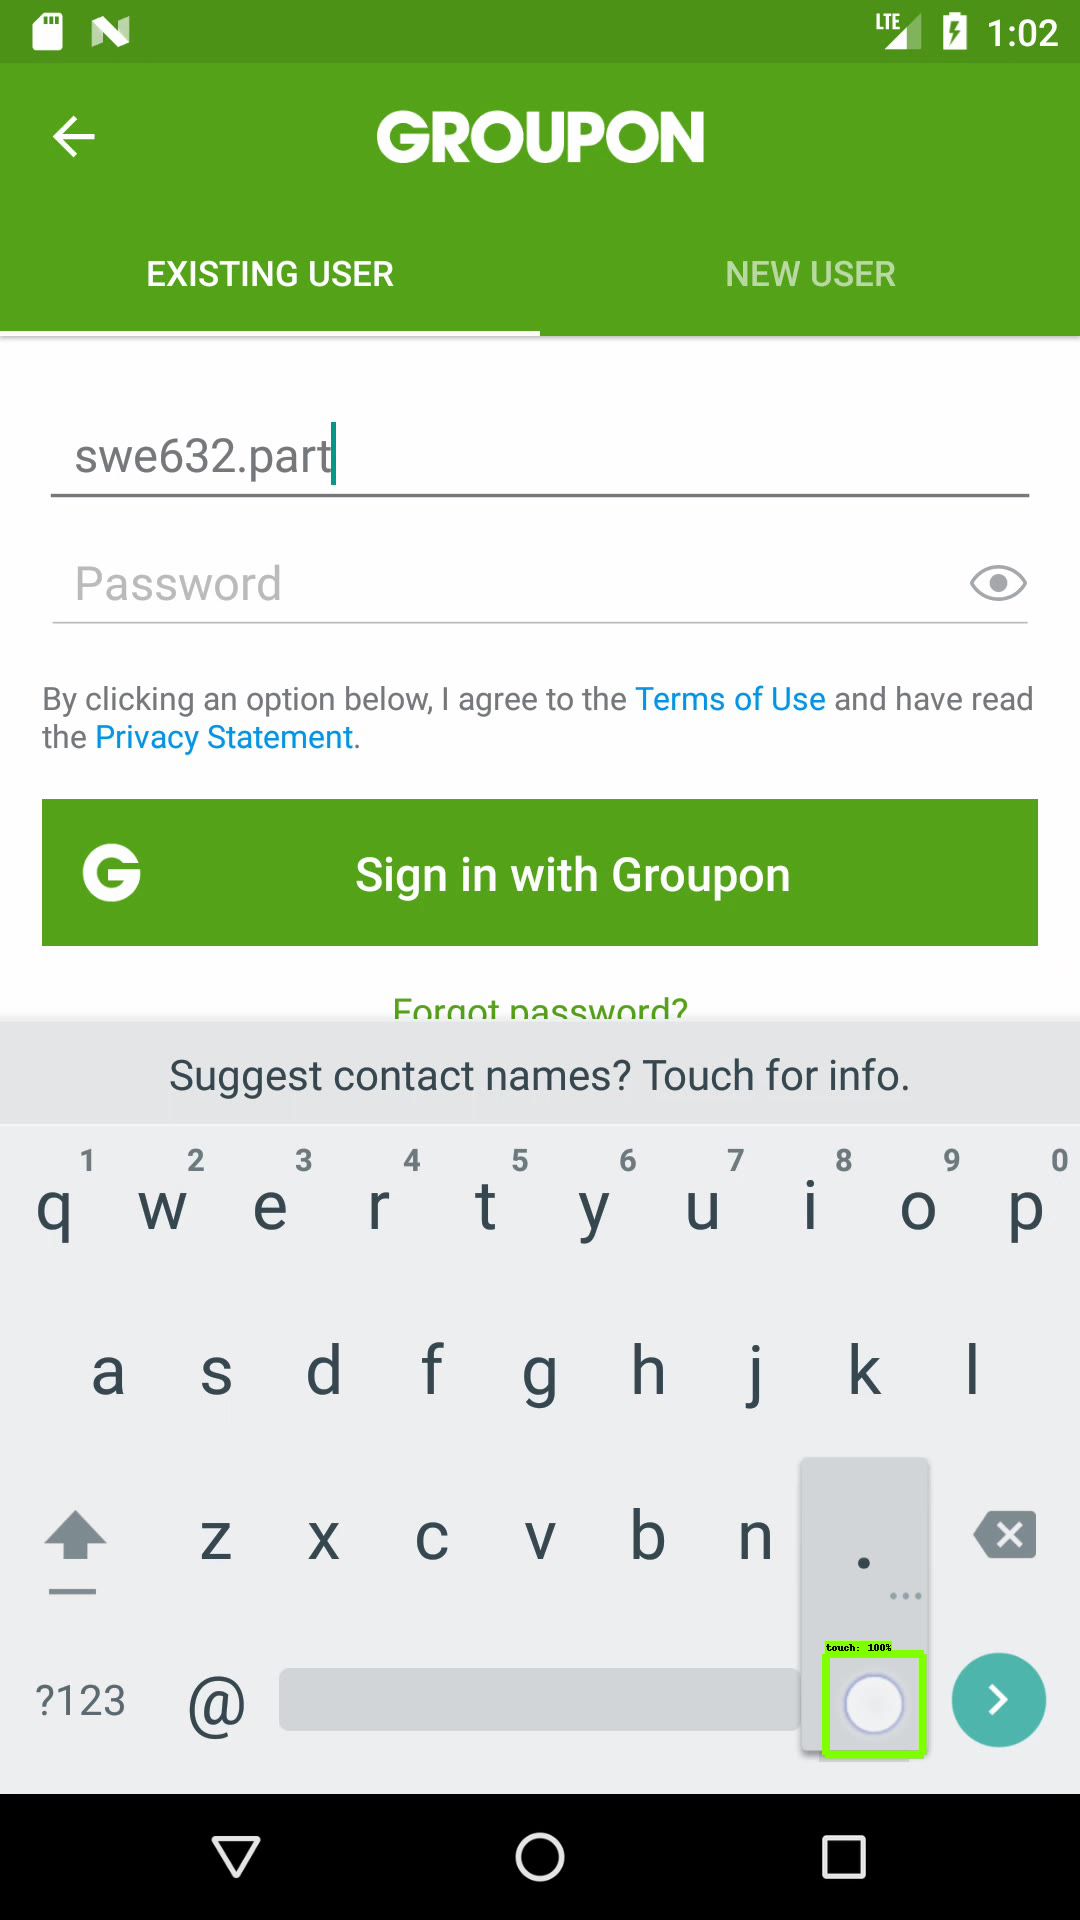 LTE 1:02
GROUPON
EXISTING USER NEW USER
swe632.part
Password
By clicking an option below, I agree to the Terms of Use and have read
the Privacy Statement.
G Sign in with Groupon
Forgot password?
Suggest contact names? Touch for info.
1 2 3 4 5 6 7 8 9 0
q w e r t y u i o p
a s d f g h j k l
z x c v b n .
touch: 100%
?123 @